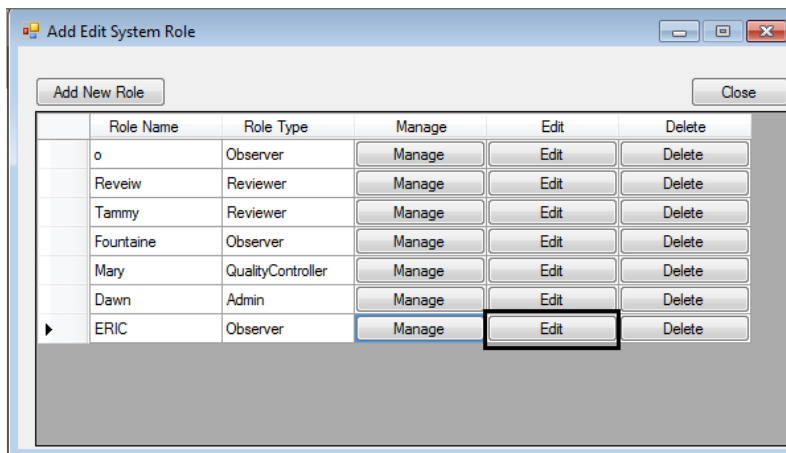 Add Edit System Role
Add New Role Close
Role Name Role Type Manage Edit Delete
o Observer Manage Edit Delete
Reveiw Reviewer Manage Edit Delete
Tammy Reviewer Manage Edit Delete
Fountaine Observer Manage Edit Delete
Mary QualityController Manage Edit Delete
Dawn Admin Manage Edit Delete
ERIC Observer Manage Edit Delete